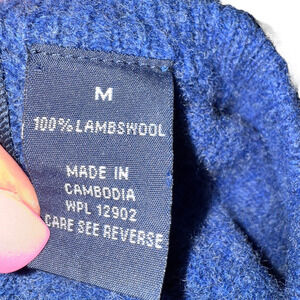 M
100% LAMBSWOOL
MADE IN
CAMBODIA
WPL 12902
CARE SEE REVERSE